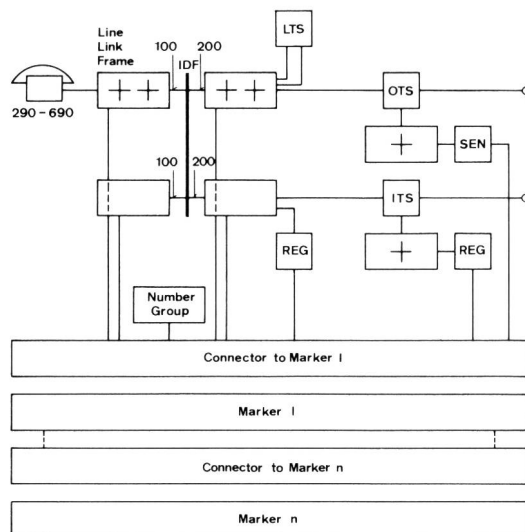 LTS
Line
Link
Frame
100 200
IDF
OTS
290-690
SEN
100 200
ITS
REG
REG
Number
Group
Connector to Marker I
Marker I
Connector to Marker n
Marker n